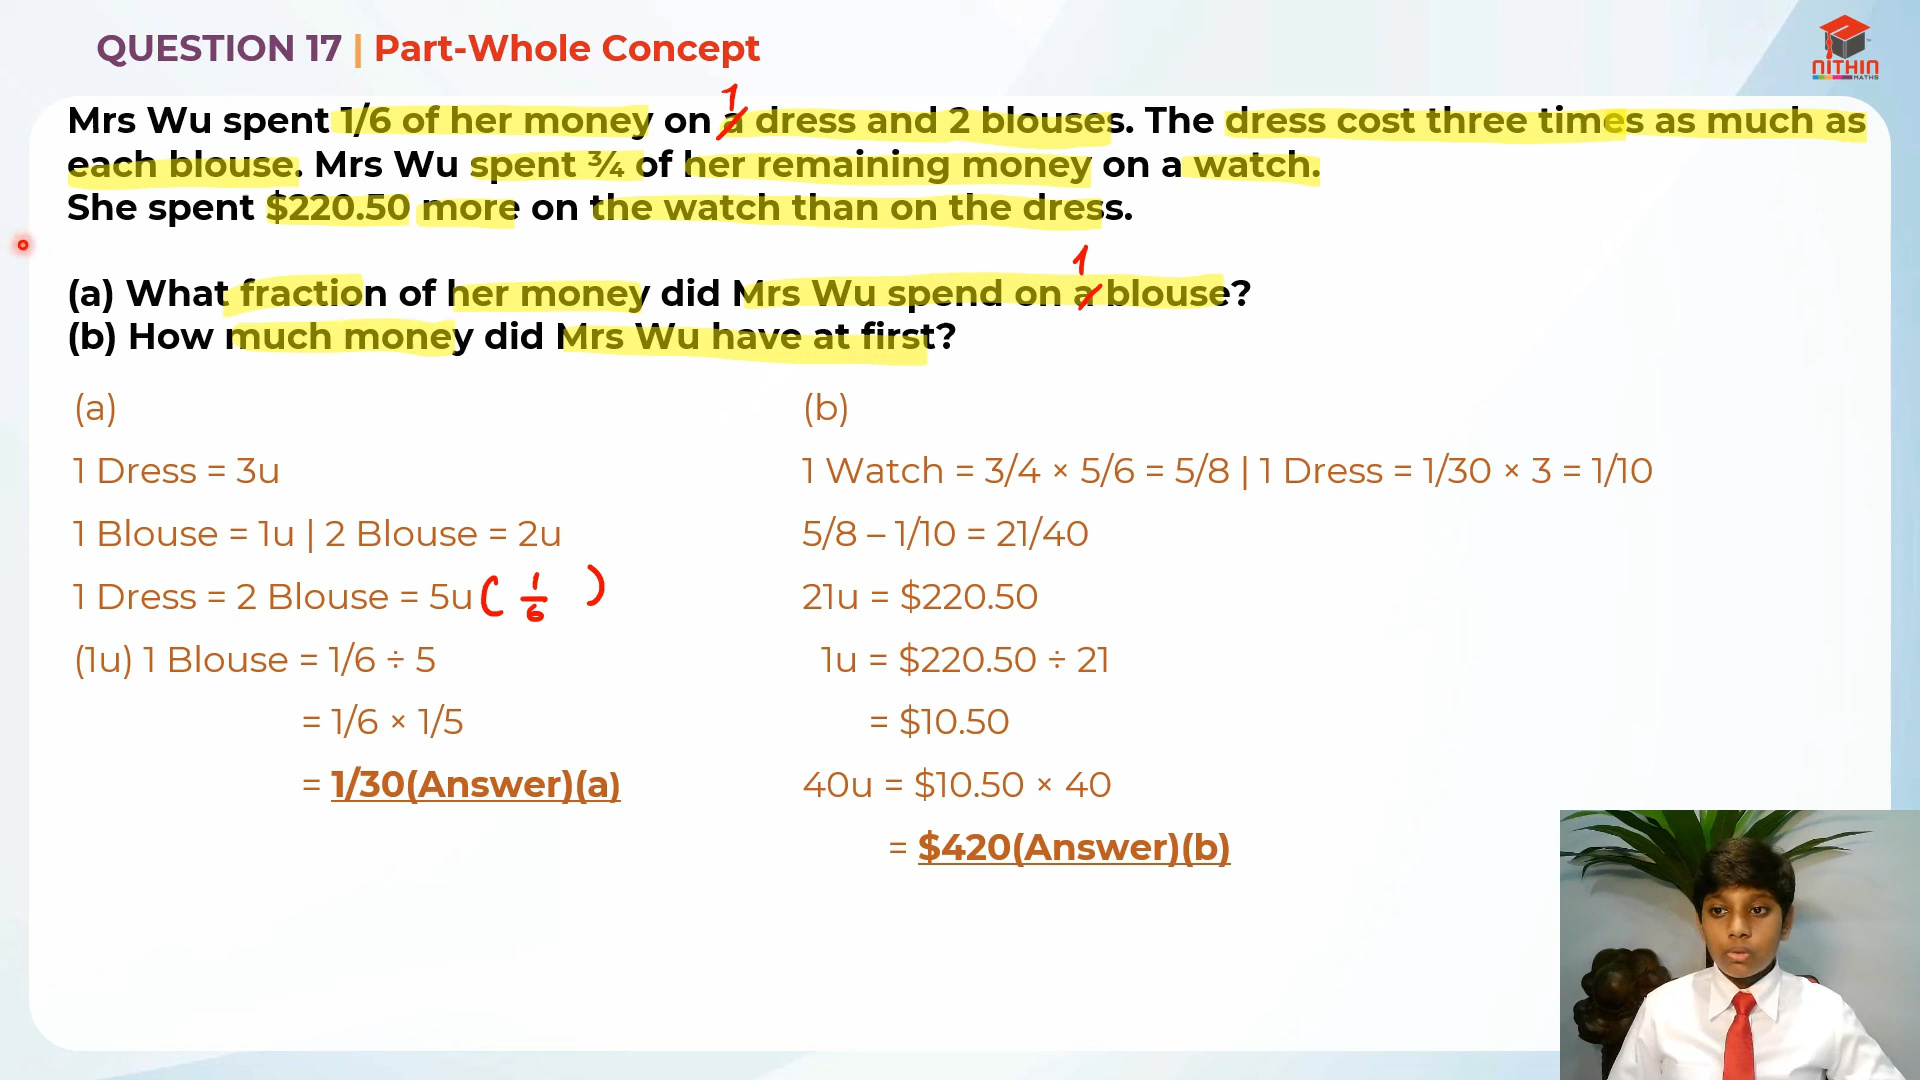 QUESTION 17 | Part-Whole Concept
NITHIN
MATHS
1
Mrs Wu spent 1/6 of her money on a dress and 2 blouses. The dress cost three times as much as
each blouse. Mrs Wu spent ¾ of her remaining money on a watch.
She spent $220.50 more on the watch than on the dress.
1
(a) What fraction of her money did Mrs Wu spend on a blouse?
(b) How much money did Mrs Wu have at first?
(a)
1 Dress = 3u
1 Blouse = 1u | 2 Blouse = 2u
1 Dress = 2 Blouse = 5u ( 1/6 )
(1u) 1 Blouse = 1/6 ÷ 5
= 1/6 × 1/5
= 1/30(Answer)(a)
(b)
1 Watch = 3/4 × 5/6 = 5/8 | 1 Dress = 1/30 × 3 = 1/10
5/8 – 1/10 = 21/40
21u = $220.50
1u = $220.50 ÷ 21
= $10.50
40u = $10.50 × 40
= $420(Answer)(b)